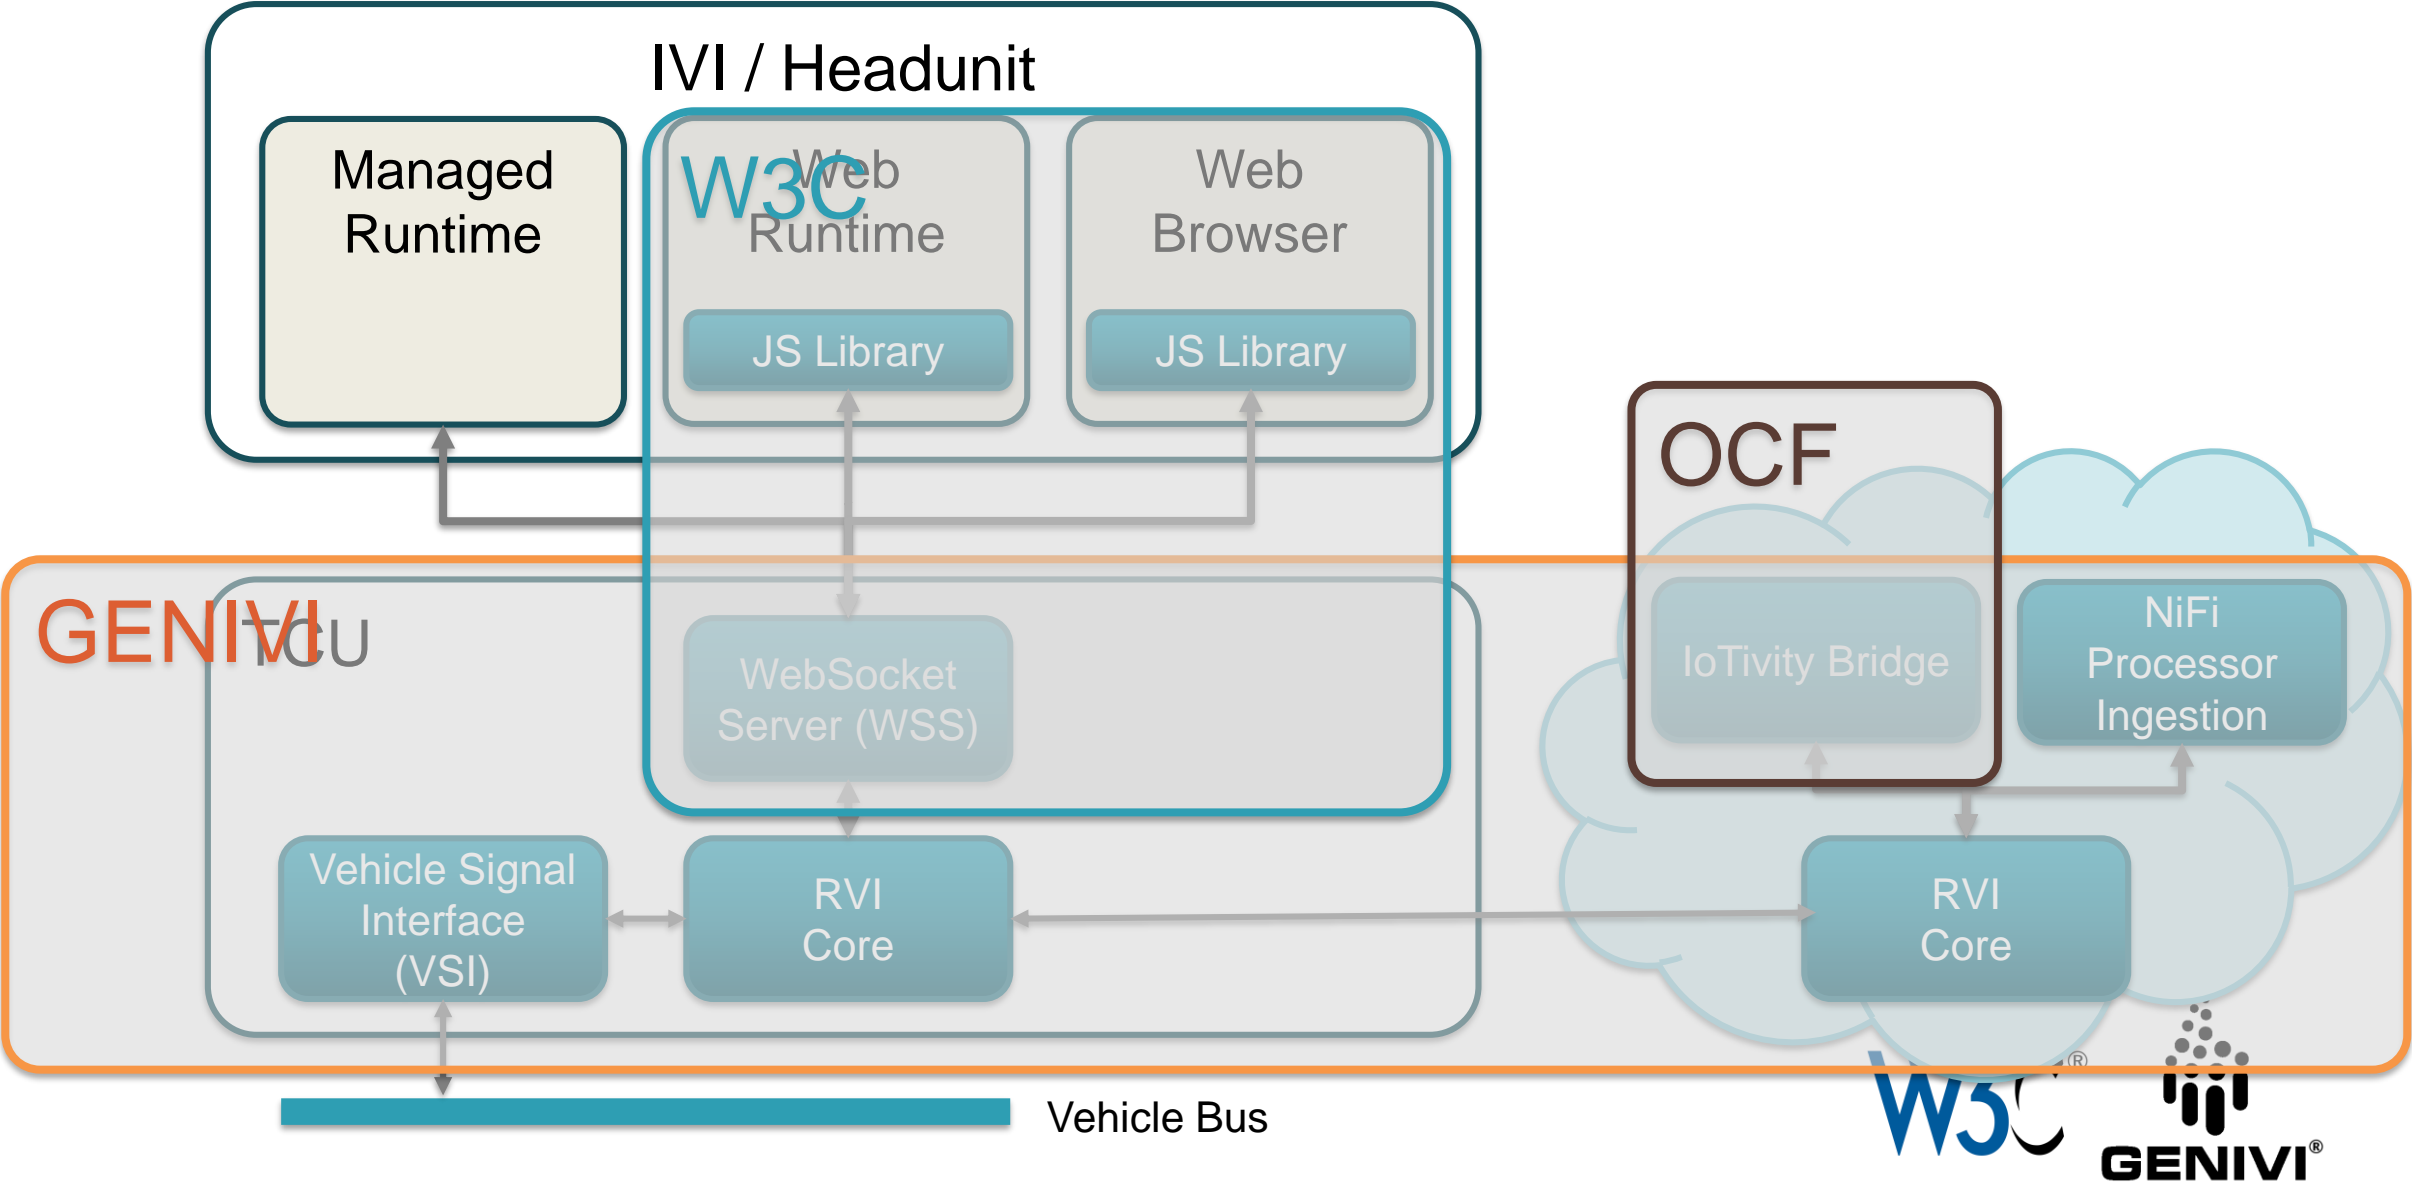 IVI / Headunit
Managed
Runtime
W3C
Web
Runtime
Web
Browser
JS Library
JS Library
OCF
GENIVI
TCU
WebSocket
Server (WSS)
IoTivity Bridge
NiFi
Processor
Ingestion
Vehicle Signal
Interface
(VSI)
RVI
Core
RVI
Core
Vehicle Bus
W3C®
GENIVI®